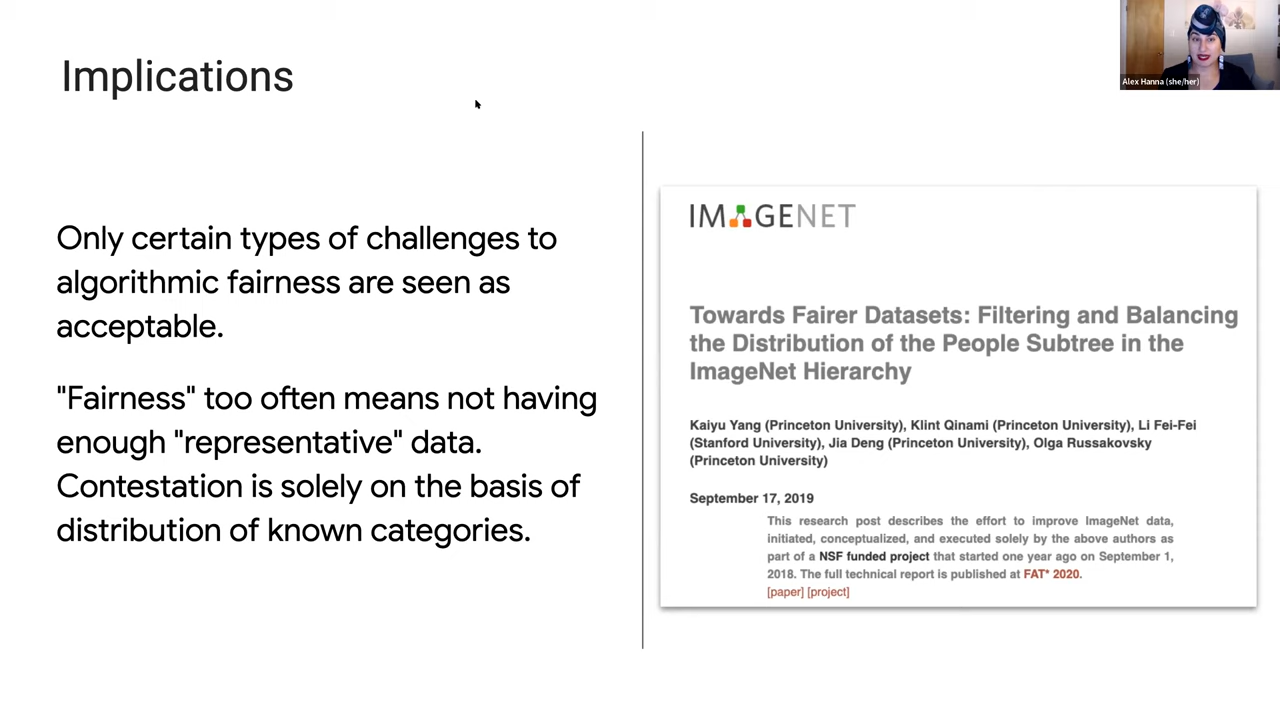 Implications
Alex Hanna (she/her)
Only certain types of challenges to
algorithmic fairness are seen as
acceptable.
"Fairness" too often means not having
enough "representative" data.
Contestation is solely on the basis of
distribution of known categories.
IMAGENET
Towards Fairer Datasets: Filtering and Balancing
the Distribution of the People Subtree in the
ImageNet Hierarchy
Kaiyu Yang (Princeton University), Klint Qinami (Princeton University), Li Fei-Fei
(Stanford University), Jia Deng (Princeton University), Olga Russakovsky
(Princeton University)
September 17, 2019
This research post describes the effort to improve ImageNet data,
initiated, conceptualized, and executed solely by the above authors as
part of a NSF funded project that started one year ago on September 1,
2018. The full technical report is published at FAT* 2020.
[paper] [project]